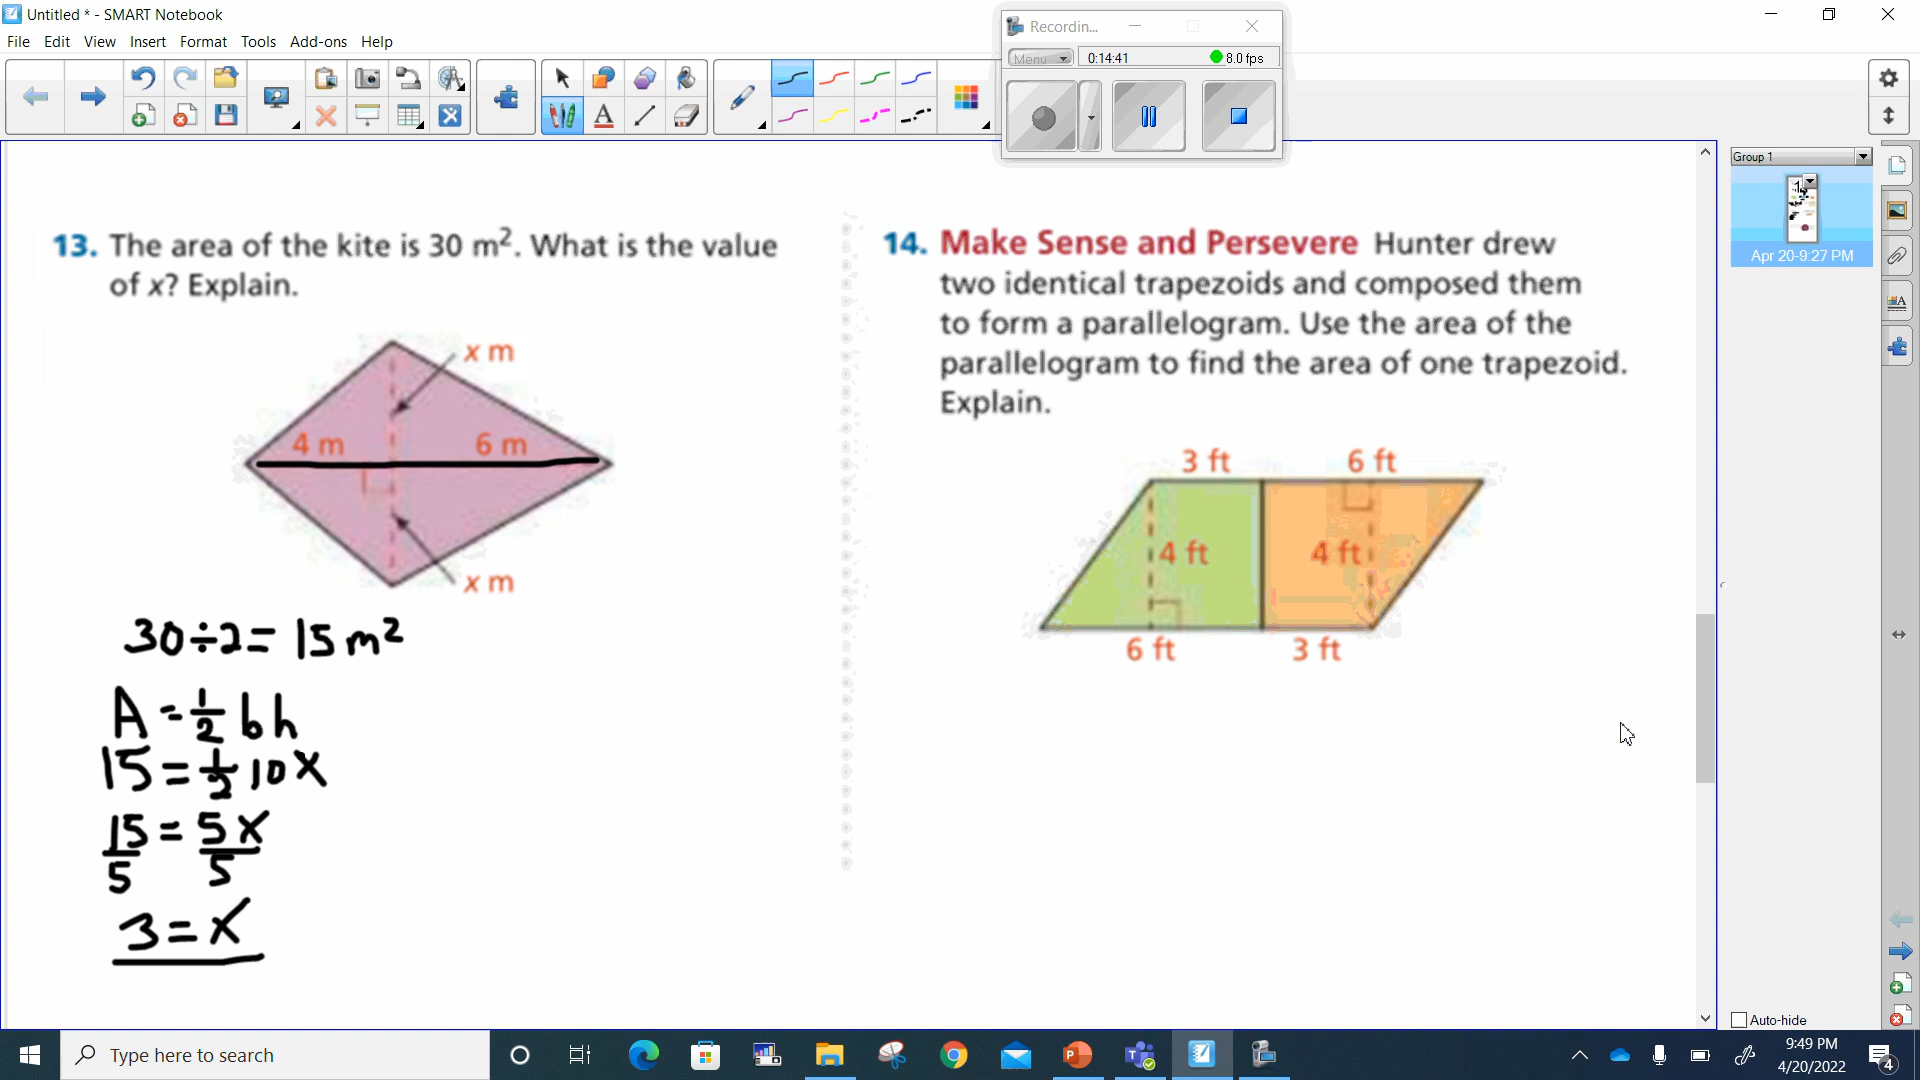 Untitled * - SMART Notebook
File Edit View Insert Format Tools Add-ons Help
Recordin...
Menu 0:14:41 8.0 fps
Group 1
Apr 20-9:27 PM
13. The area of the kite is 30 m². What is the value
of x? Explain.
x m
4 m 6 m
x m
30÷2= 15 m²
A = 1/2 b h
15 = 1/2 10 x
15/5 = 5x/5
3 = x
14. Make Sense and Persevere Hunter drew
two identical trapezoids and composed them
to form a parallelogram. Use the area of the
parallelogram to find the area of one trapezoid.
Explain.
3 ft 6 ft
4 ft 4 ft
6 ft 3 ft
Auto-hide
Type here to search
9:49 PM
4/20/2022
4